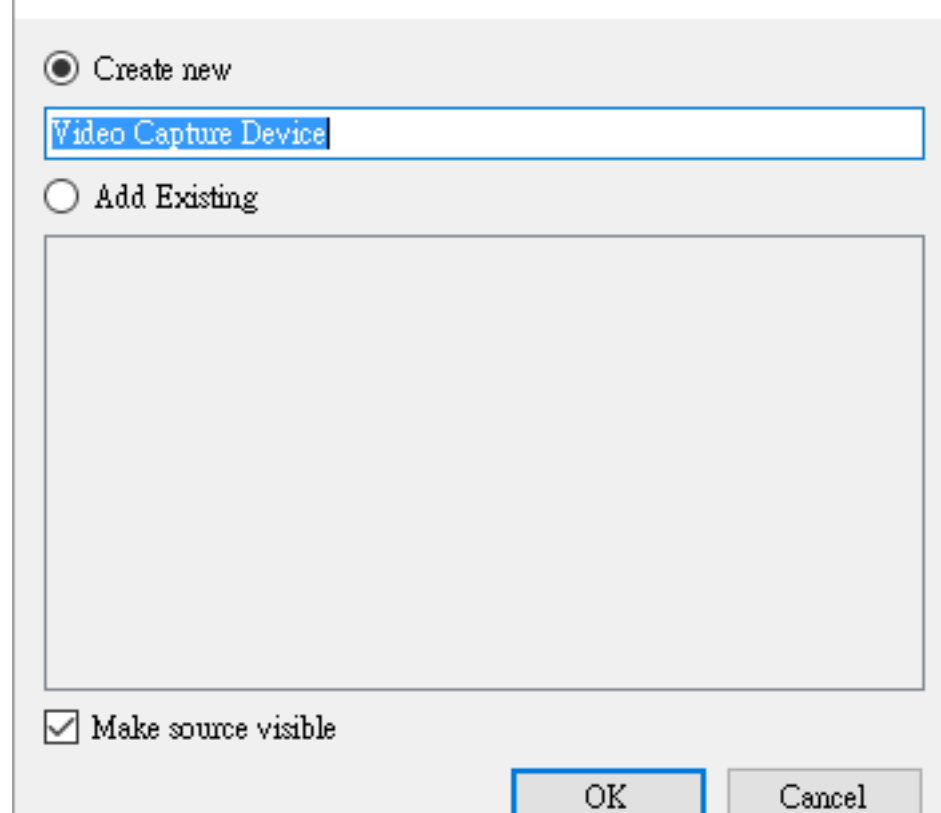 Create new
Video Capture Device
Add Existing
Make source visible
OK
Cancel